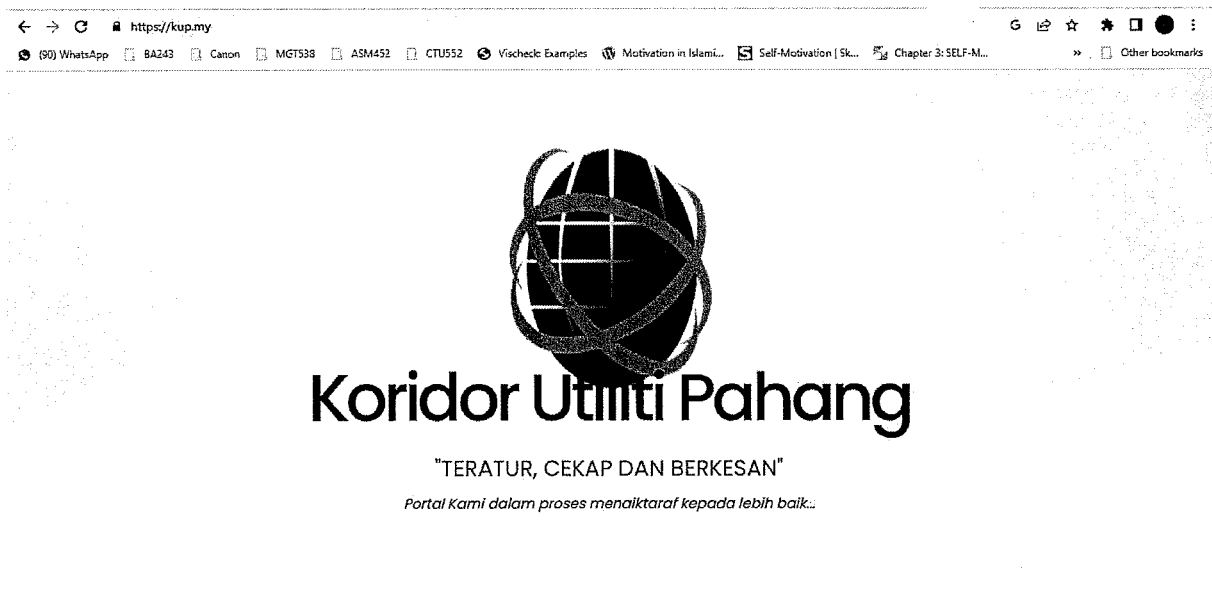 https://kup.my
(90) WhatsApp BA243 Canon MGT538 ASM452 CTU552 Vischeck: Examples Motivation in Islami... Self-Motivation | Sk... Chapter 3: SELF-M... » Other bookmarks
Koridor Utiliti Pahang
"TERATUR, CEKAP DAN BERKESAN"
Portal Kami dalam proses menaiktaraf kepada lebih baik...